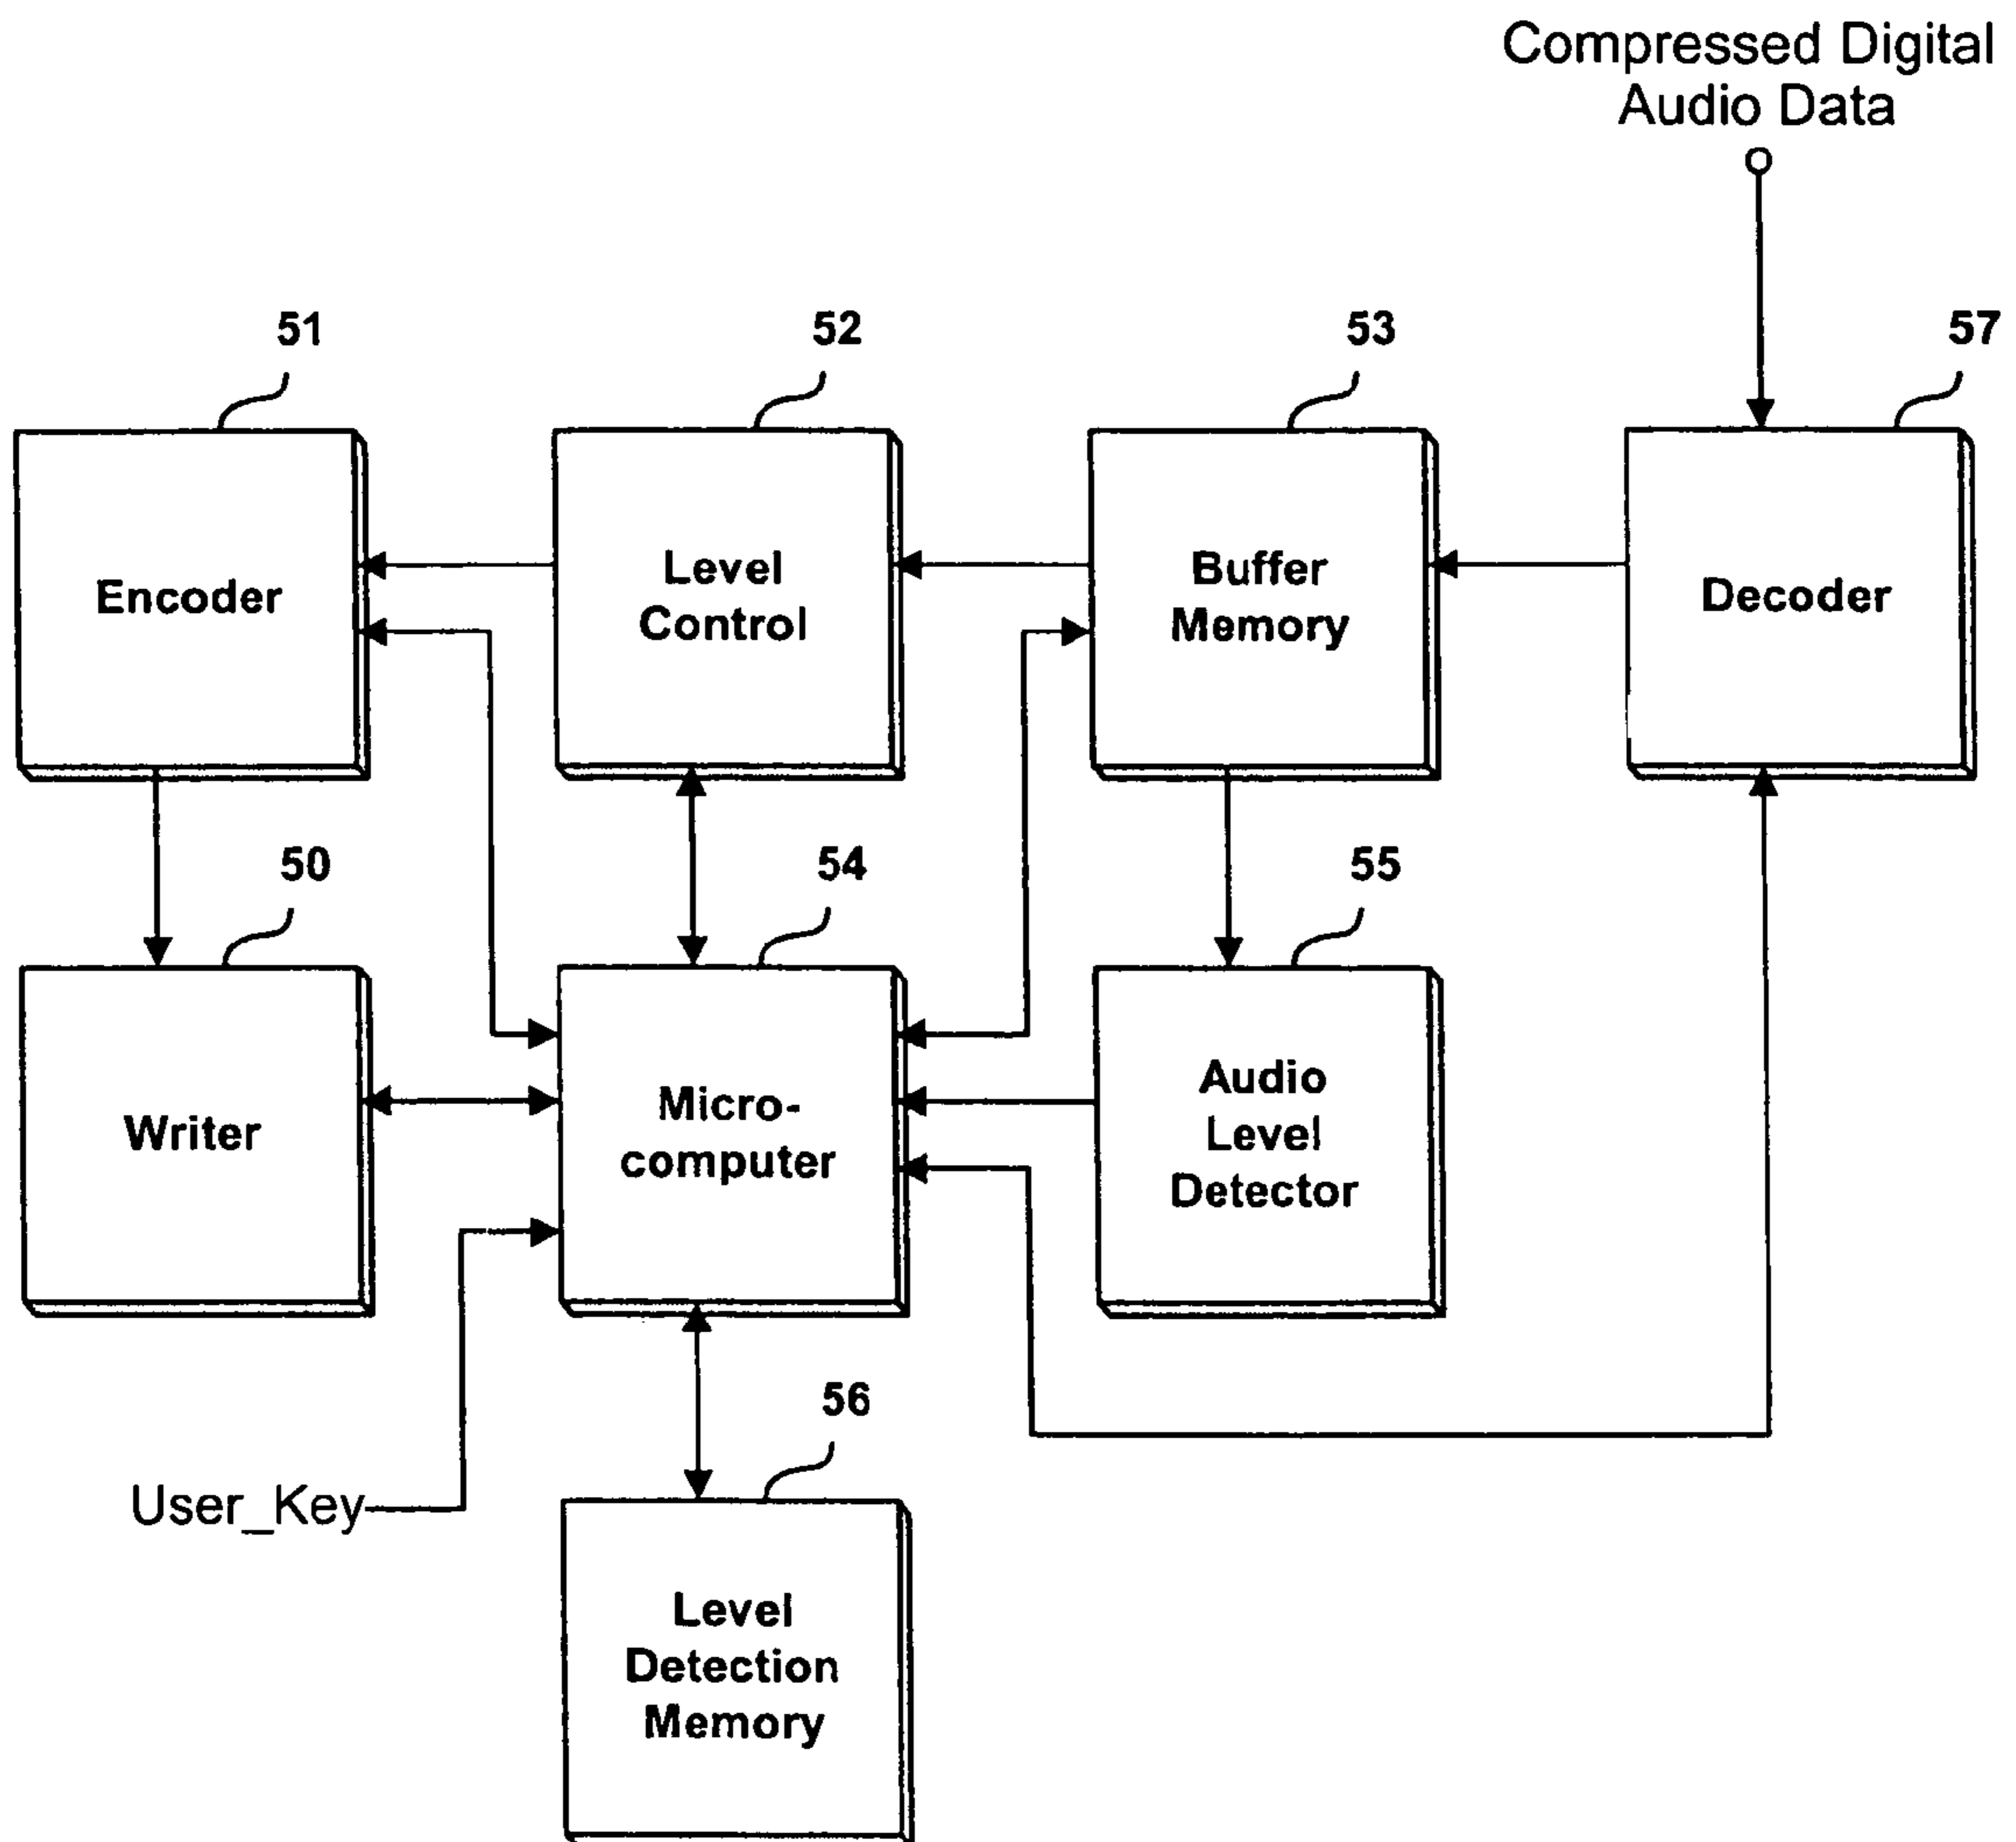 Compressed Digital
Audio Data
51
52
53
57
Encoder
Level
Control
Buffer
Memory
Decoder
50
54
55
Writer
Micro-
computer
Audio
Level
Detector
User_Key
56
Level
Detection
Memory